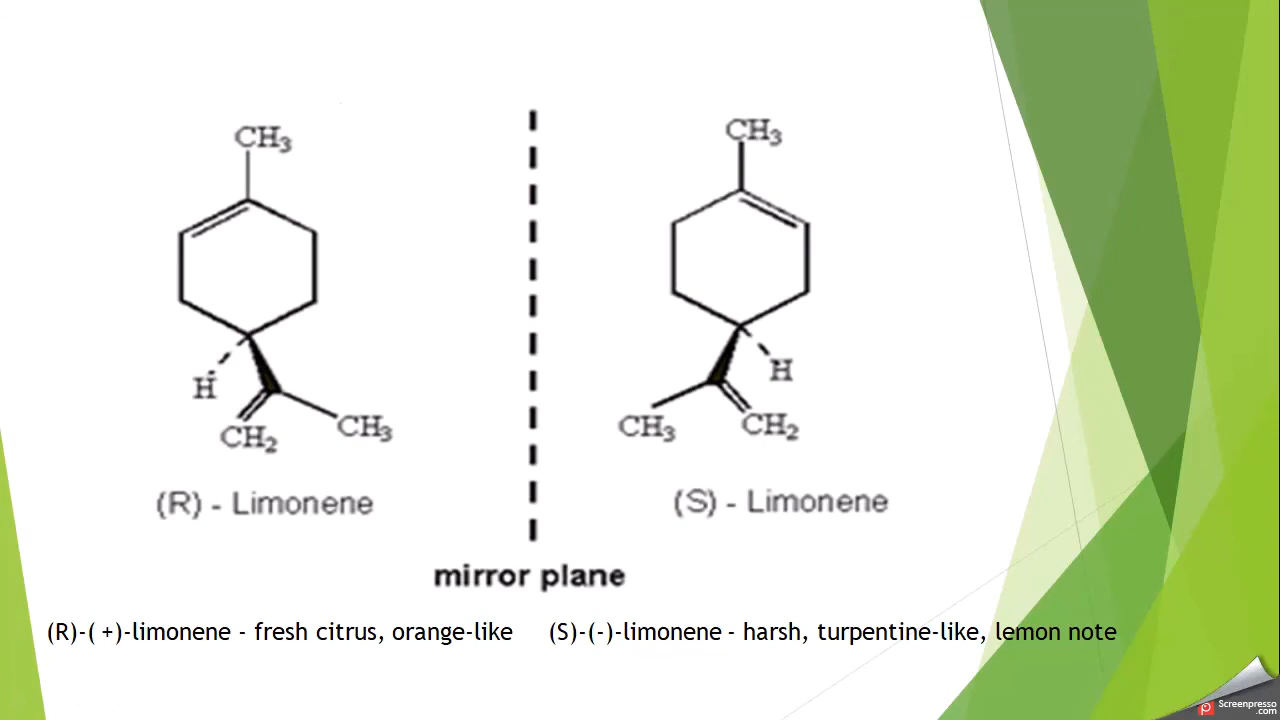 CH3 CH3
H H
CH2 CH3 CH3 CH2
(R) - Limonene (S) - Limonene
mirror plane
(R)-( +)-limonene - fresh citrus, orange-like (S)-(-)-limonene - harsh, turpentine-like, lemon note
Screenpresso
.com